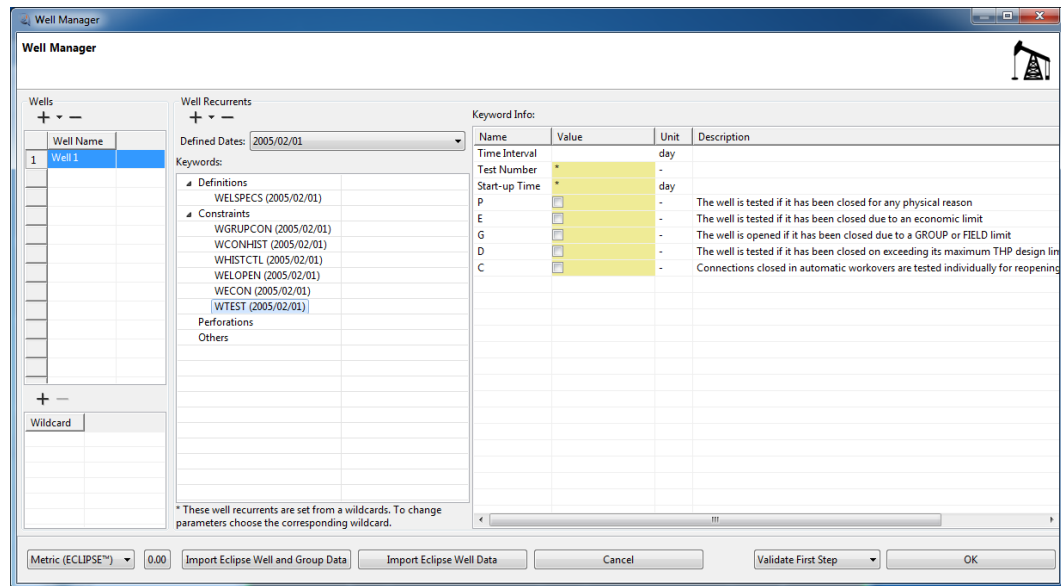 Well Manager
Well Manager
Wells
Well Name
1 Well 1
Wildcard
Well Recurrents
Defined Dates: 2005/02/01
Keywords:
Definitions
WELSPECS (2005/02/01)
Constraints
WGRUPCON (2005/02/01)
WCONHIST (2005/02/01)
WHISTCTL (2005/02/01)
WELOPEN (2005/02/01)
WECON (2005/02/01)
WTEST (2005/02/01)
Perforations
Others
* These well recurrents are set from a wildcards. To change
parameters choose the corresponding wildcard.
Keyword Info:
Name Value Unit Description
Time Interval day
Test Number * -
Start-up Time * day
P - The well is tested if it has been closed for any physical reason
E - The well is tested if it has been closed due to an economic limit
G - The well is opened if it has been closed due to a GROUP or FIELD limit
D - The well is tested if it has been closed on exceeding its maximum THP design lim
C - Connections closed in automatic workovers are tested individually for reopening
Metric (ECLIPSE™) 0.00 Import Eclipse Well and Group Data Import Eclipse Well Data Cancel Validate First Step OK